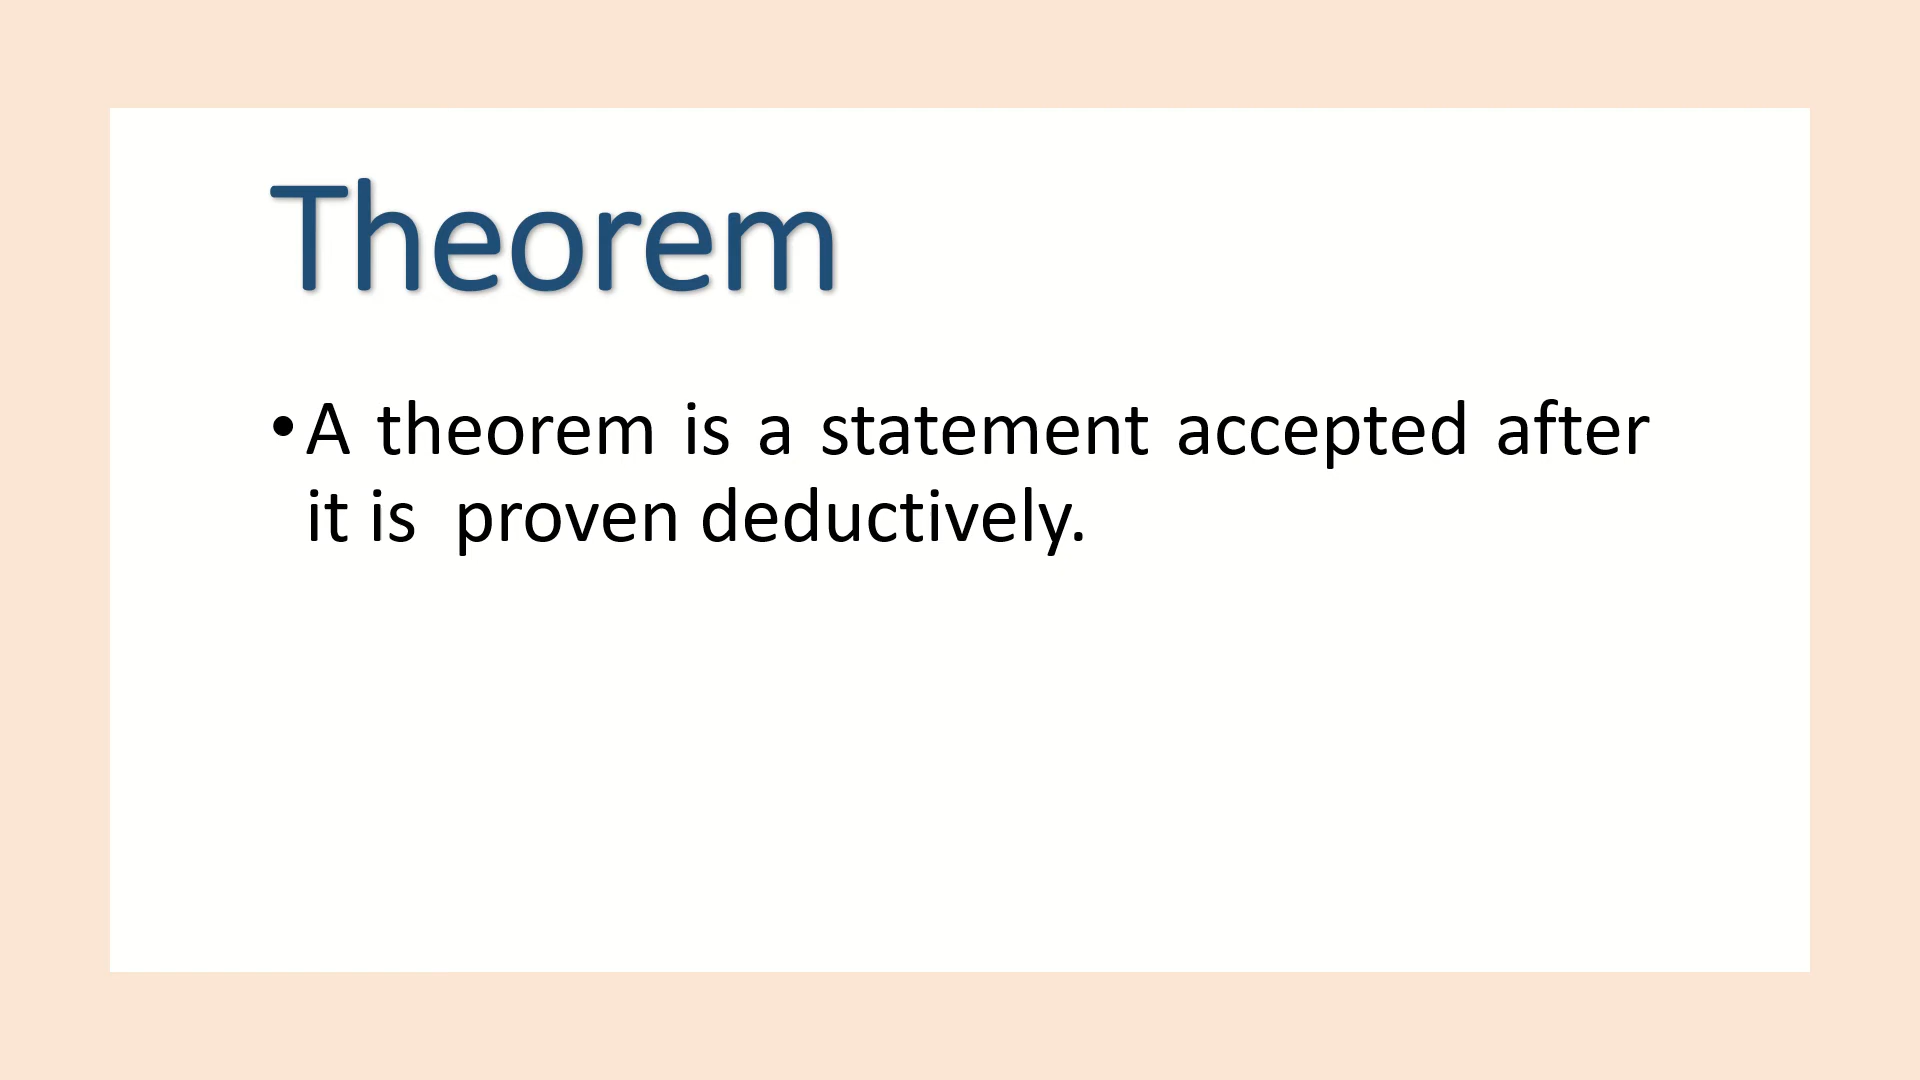 Theorem
•A theorem is a statement accepted after
it is  proven deductively.